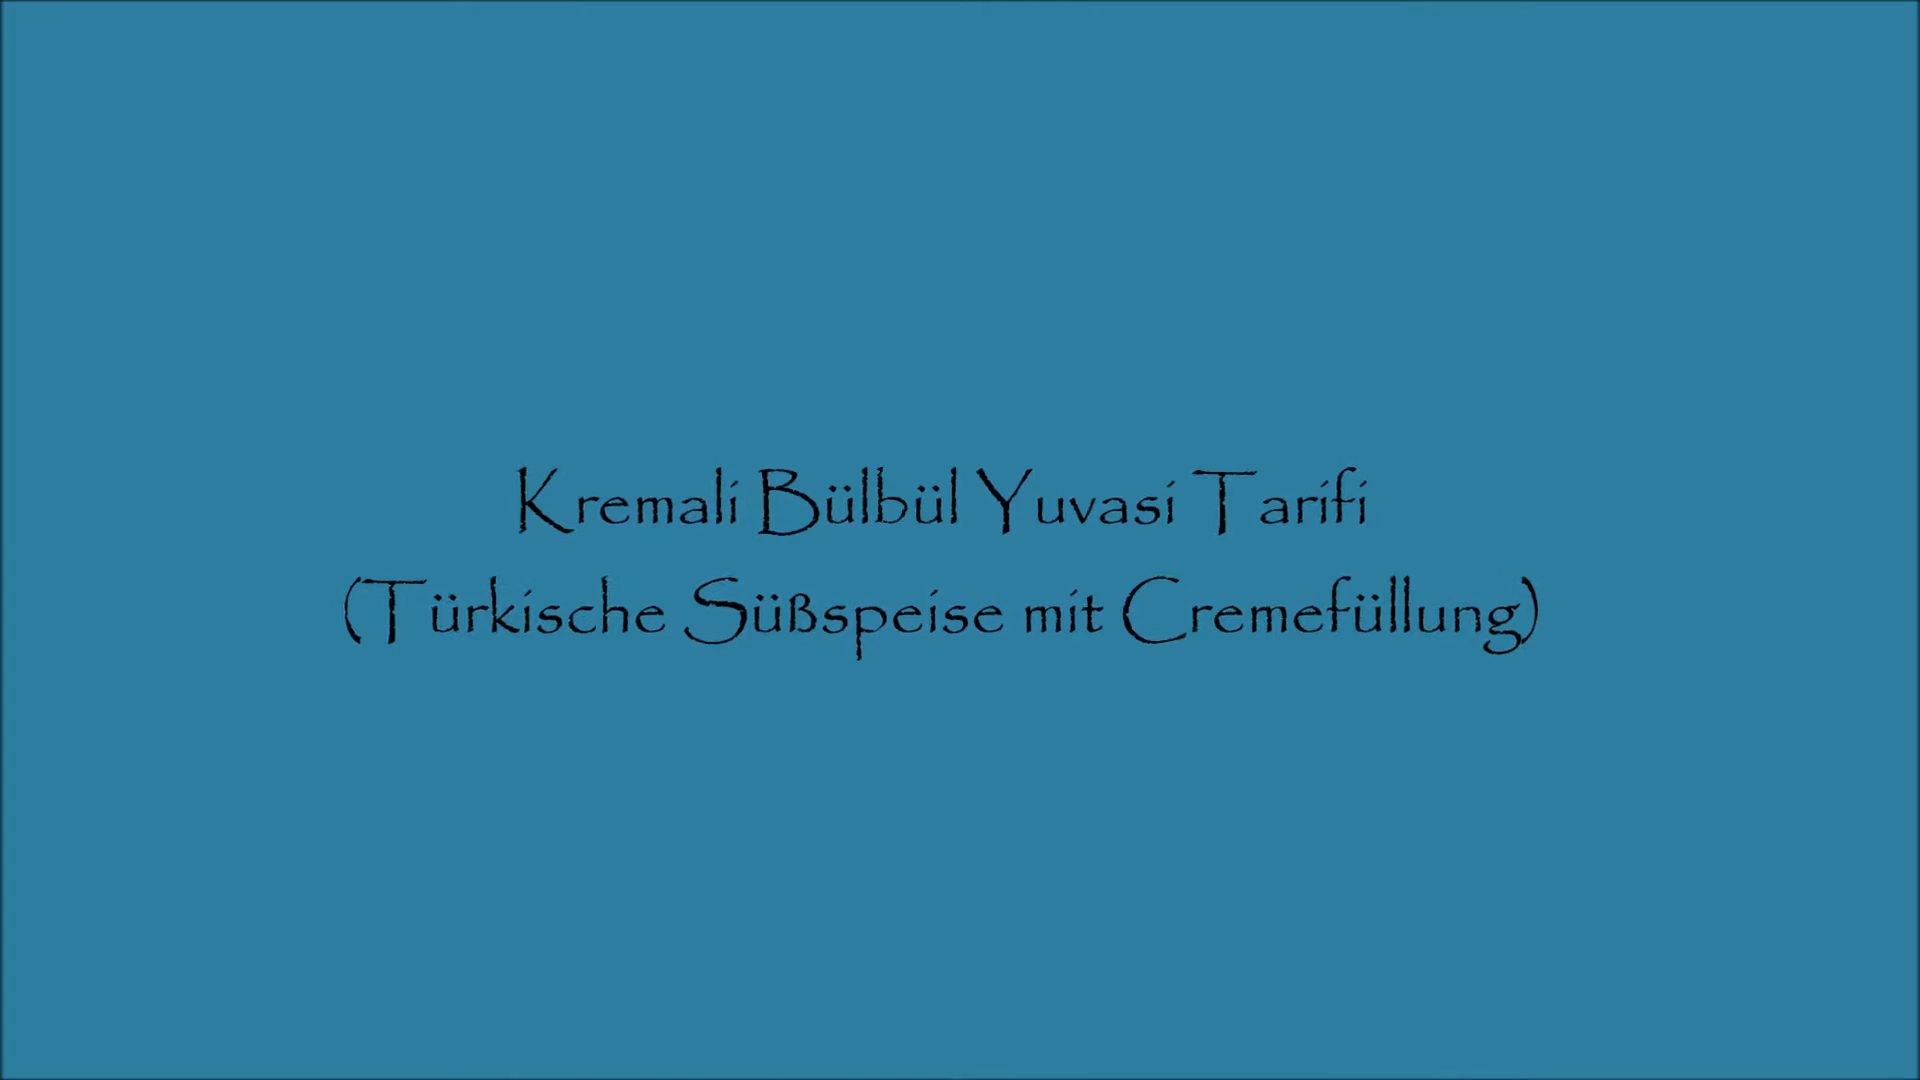 Kremali Bülbül Yuvasi Tarifi
(Türkische Süßspeise mit Cremefüllung)